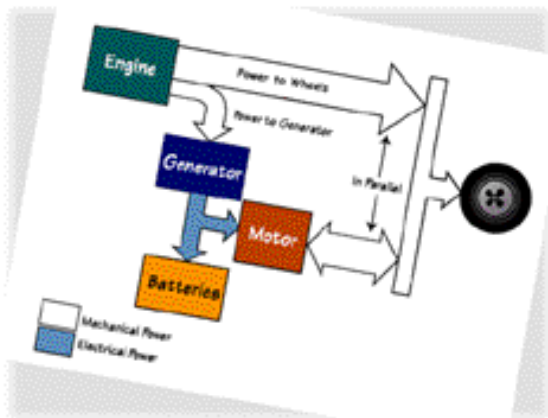 Engine
Power to Wheels
Power to Generator
Generator
In Parallel
Motor
Batteries
Mechanical Power
Electrical Power